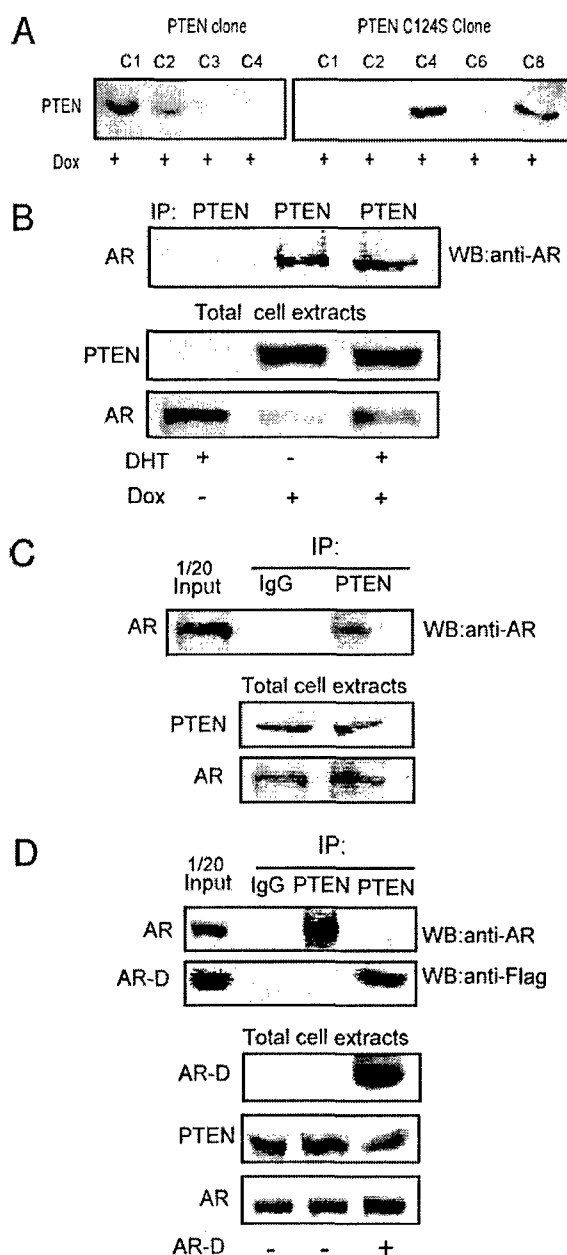 A
PTEN clone PTEN C124S Clone
C1 C2 C3 C4 C1 C2 C4 C6 C8
PTEN
Dox + + + + + + + + +
B
IP: PTEN PTEN PTEN
AR WB:anti-AR
Total cell extracts
PTEN
AR
DHT + - +
Dox - + +
C
IP:
1/20 Input IgG PTEN
AR WB:anti-AR
Total cell extracts
PTEN
AR
D
IP:
1/20 Input IgG PTEN PTEN
AR WB:anti-AR
AR-D WB:anti-Flag
Total cell extracts
AR-D
PTEN
AR
AR-D - - +